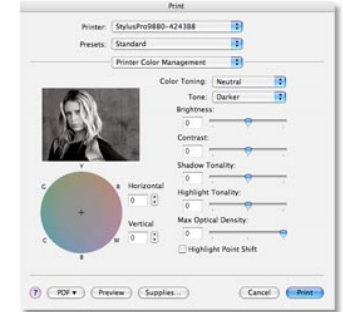 Print
Printer: StylusPro9880-424388
Presets: Standard
Printer Color Management
Color Toning: Neutral
Tone: Darker
Brightness:
0
Contrast:
0
Shadow Tonality:
0
Highlight Tonality:
0
Max Optical Density:
0
Highlight Point Shift
Y
G R
C M
B
Horizontal
0
Vertical
0
? PDF Preview Supplies... Cancel Print